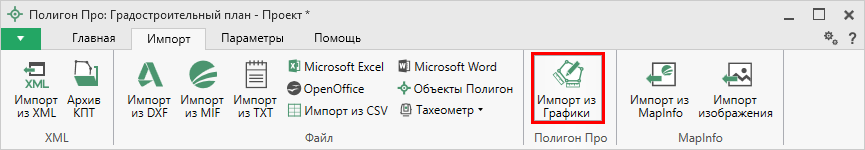 Полигон Про: Градостроительный план - Проект *
Главная Импорт Параметры Помощь
?
XML
Импорт из XML
Архив КПТ
XML
Импорт из DXF
Импорт из MIF
Импорт из TXT
Microsoft Excel
OpenOffice
Импорт из CSV
Microsoft Word
Объекты Полигон
Тахеометр
Файл
Импорт из Графики
Полигон Про
Импорт из MapInfo
Импорт изображения
MapInfo